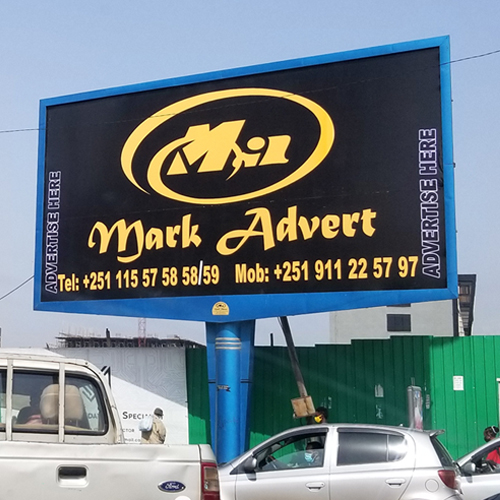 Mark Advert
Tel: +251 115 57 58 58/59 Mob: +251 911 22 57 97
ADVERTISE HERE
ADVERTISE HERE
Ford